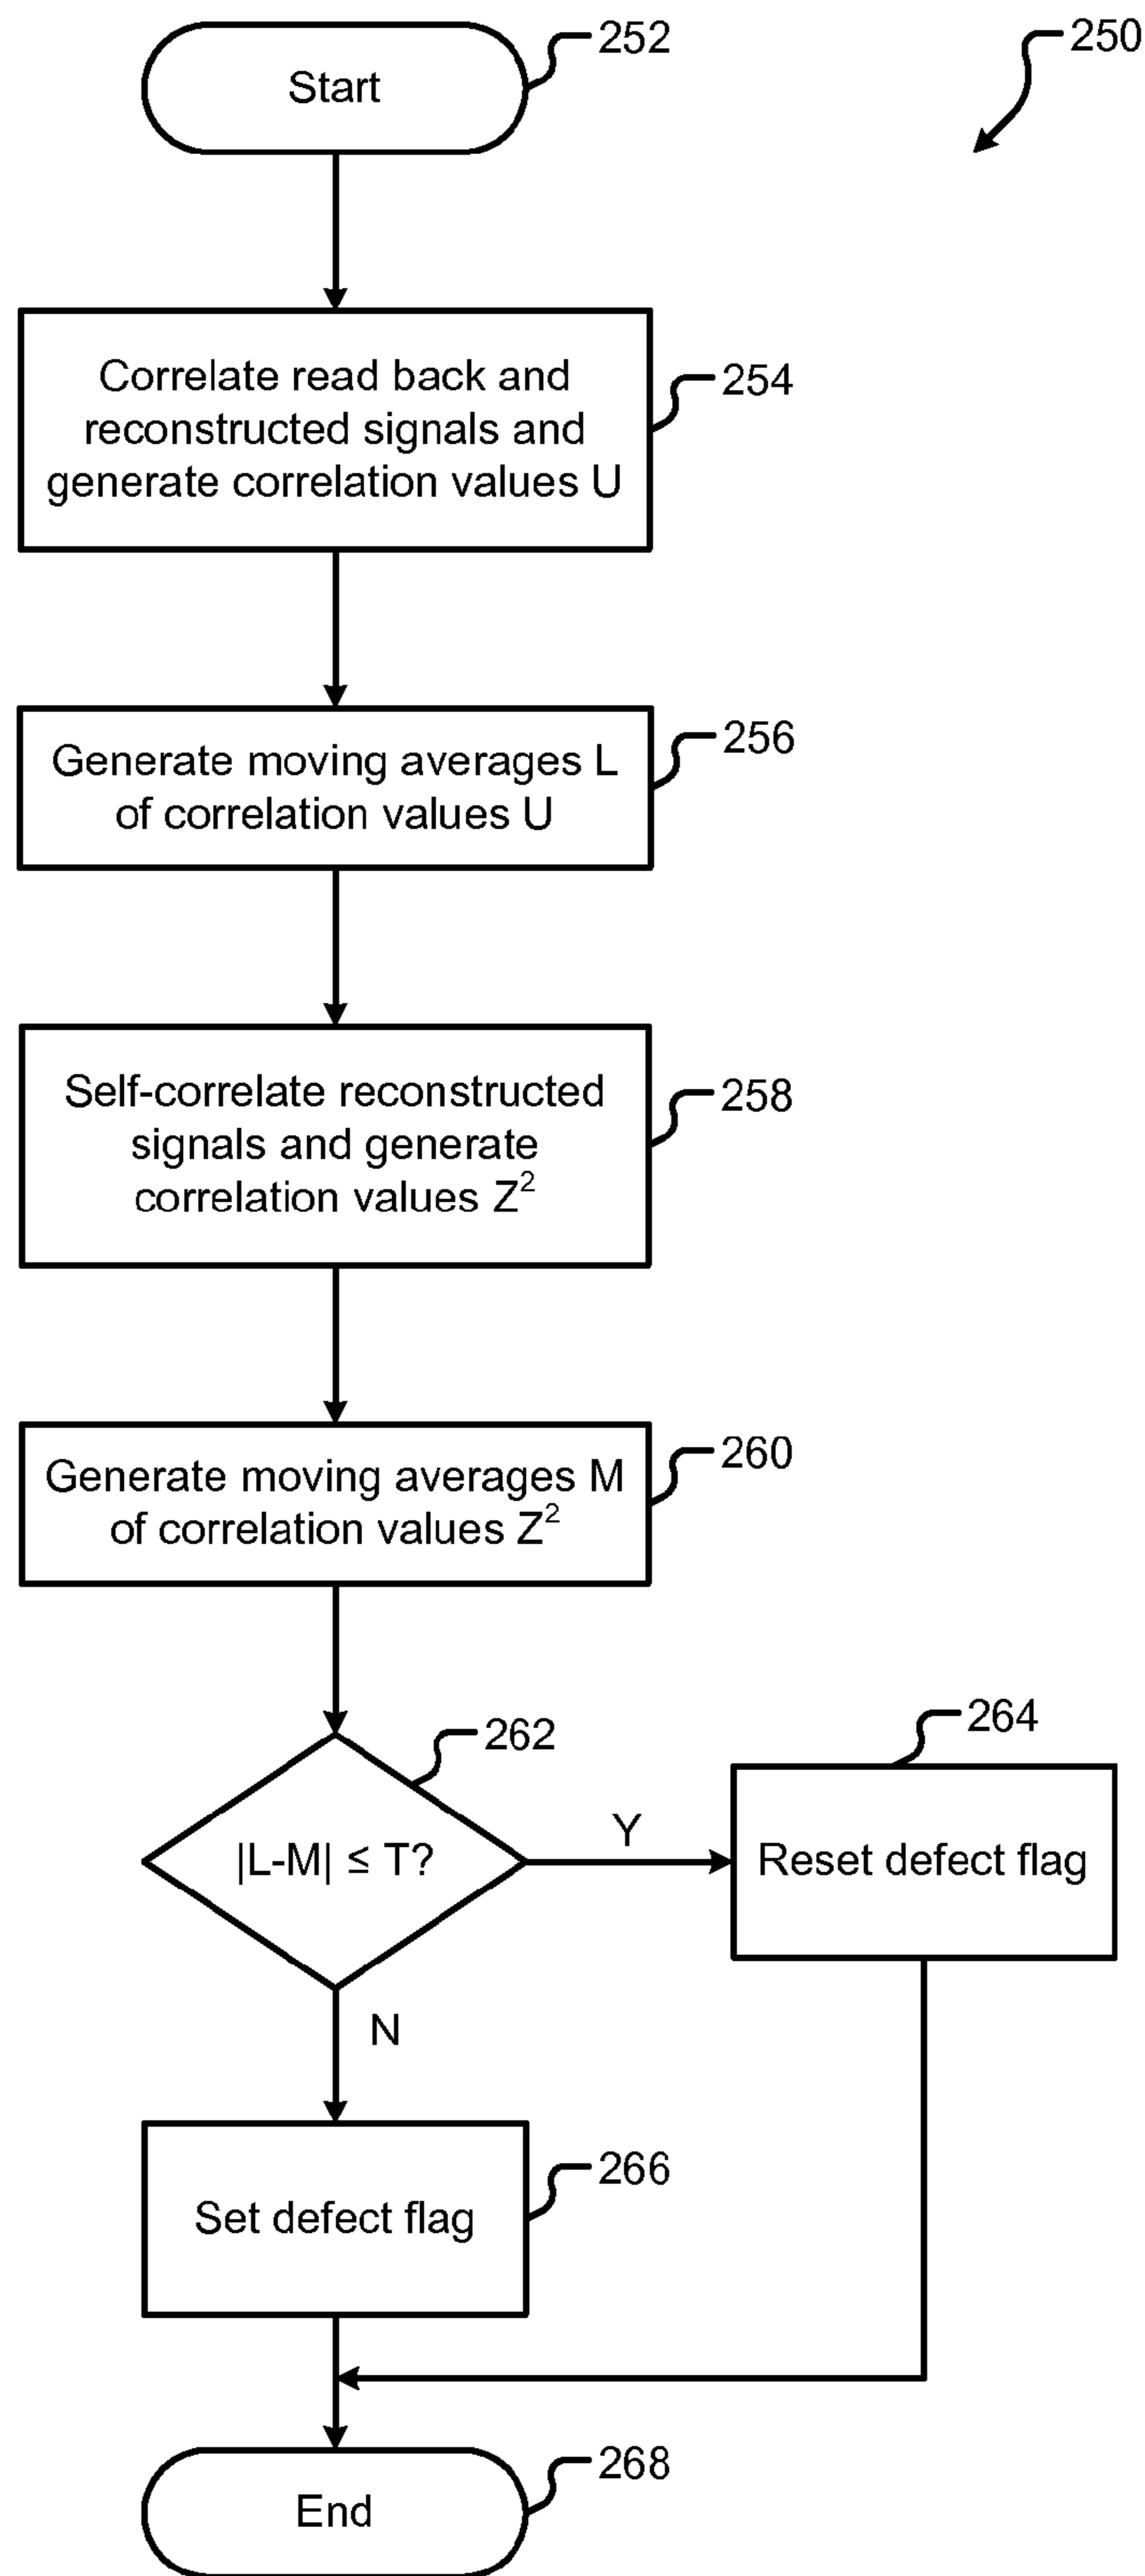 Start
252
250
Correlate read back and
reconstructed signals and
generate correlation values U
254
Generate moving averages L
of correlation values U
256
Self-correlate reconstructed
signals and generate
correlation values Z²
258
Generate moving averages M
of correlation values Z²
260
|L-M| ≤ T?
262
Y
264
Reset defect flag
N
Set defect flag
266
End
268